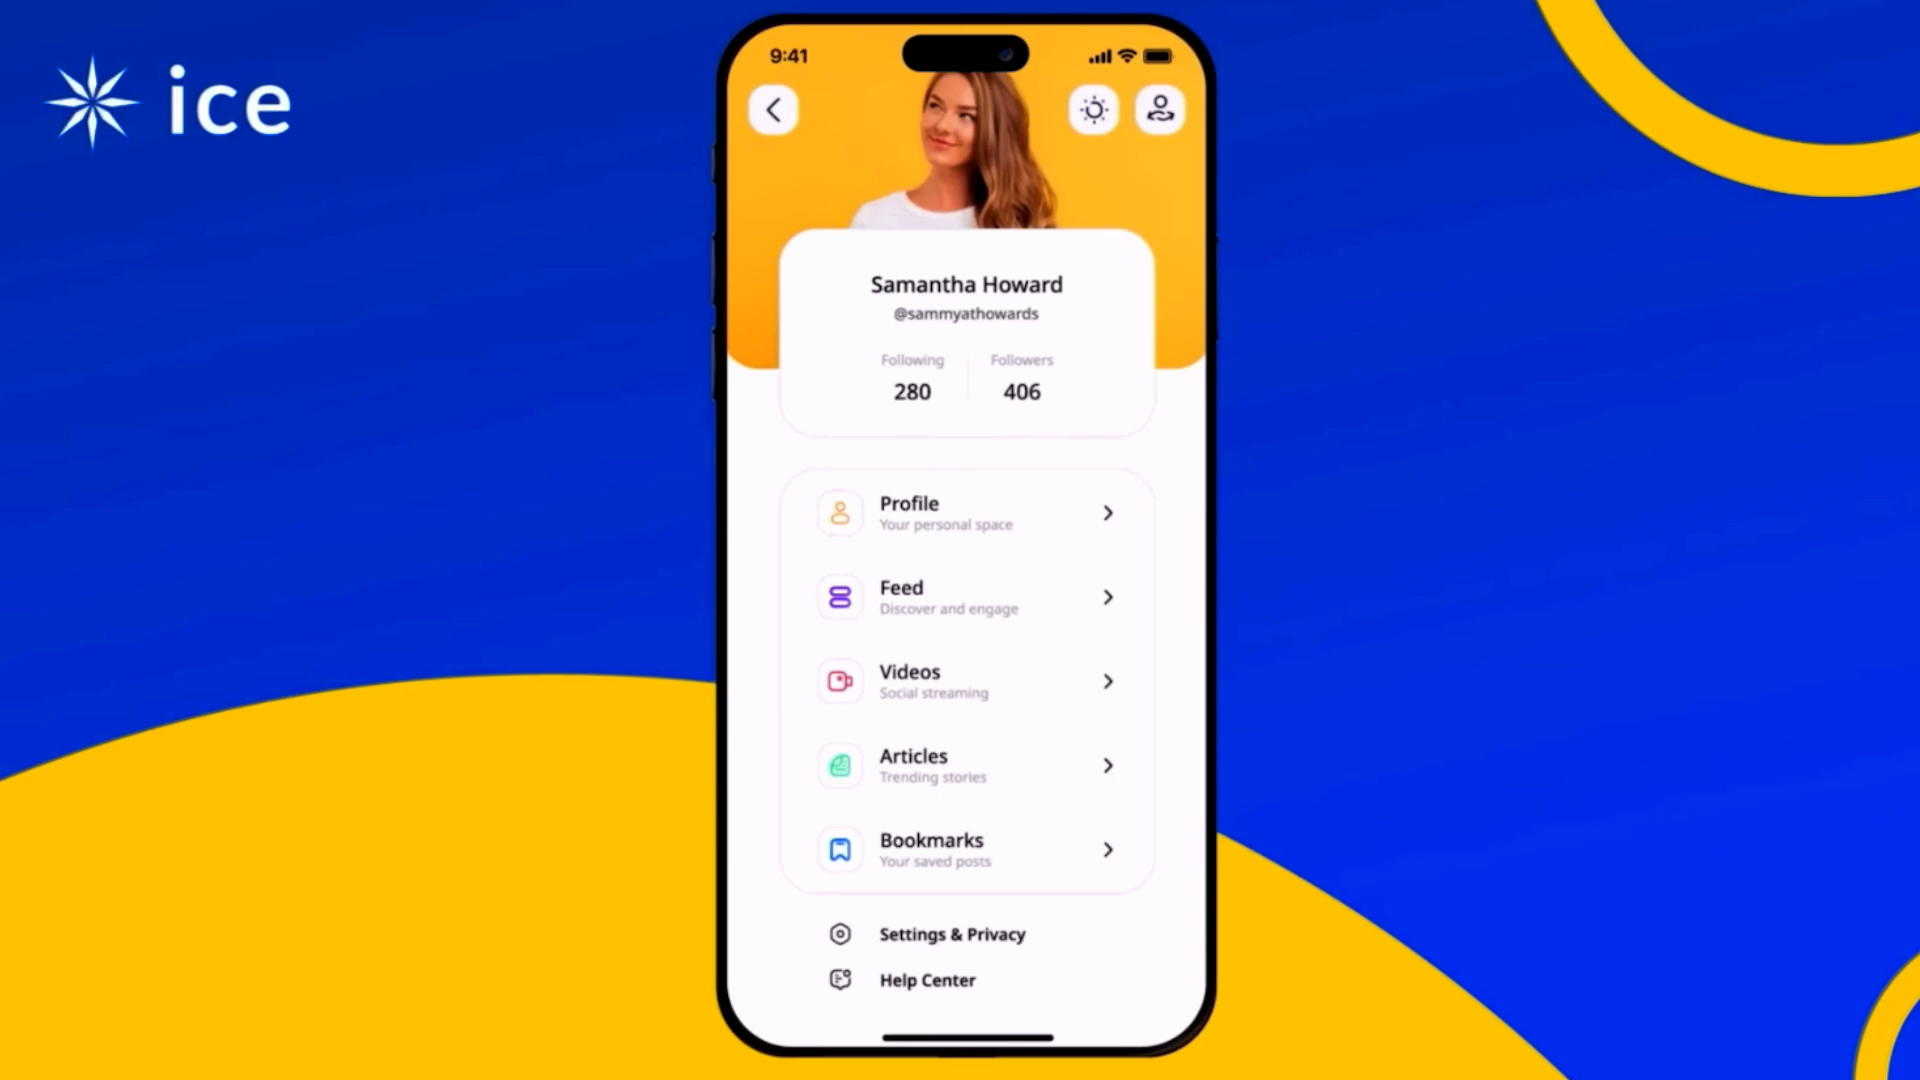 ice
9:41
Samantha Howard
@sammyathowards
Following
Followers
280
406
Profile
Your personal space
Feed
Discover and engage
Videos
Social streaming
Articles
Trending stories
Bookmarks
Your saved posts
Settings & Privacy
Help Center